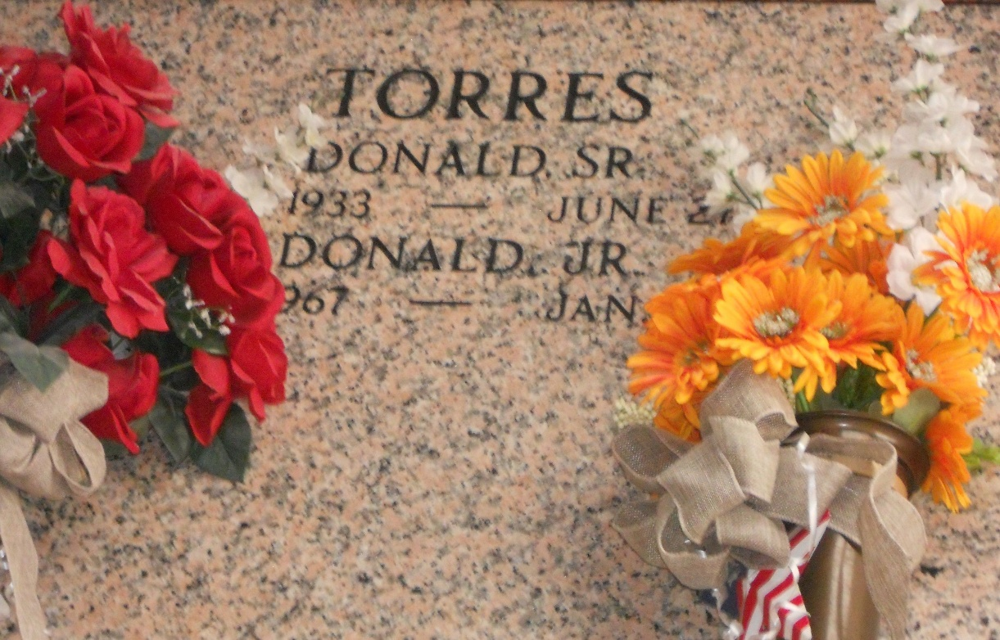 TORRES
DONALD, SR.
1933 — JUNE
DONALD, JR.
967 — JAN